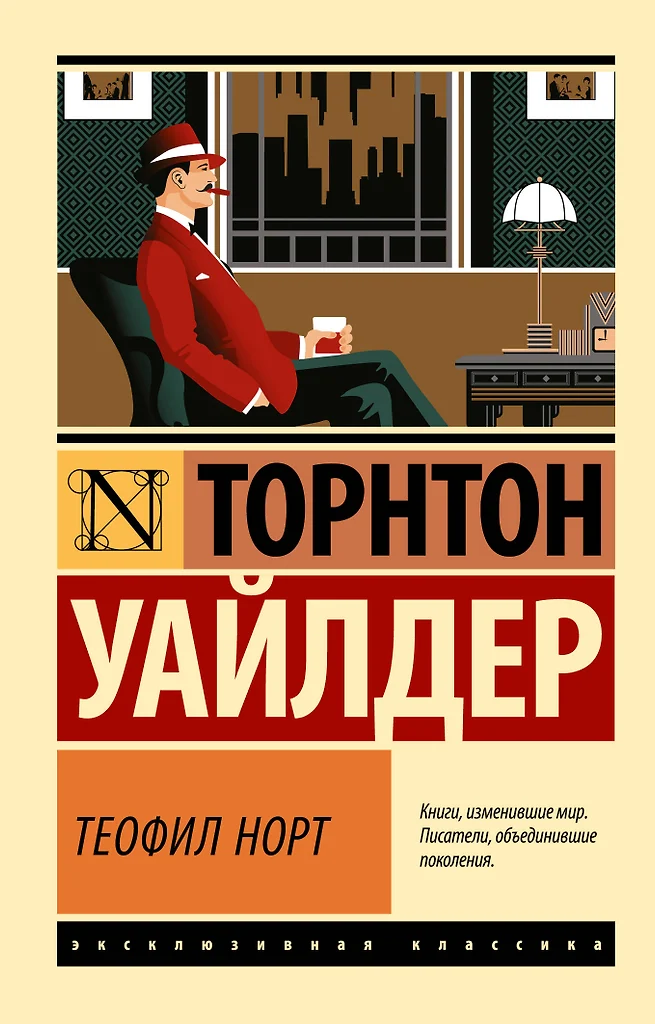 N ТОРНТОН
УАЙЛДЕР
ТЕОФИЛ НОРТ
Книги, изменившие мир.
Писатели, объединившие
поколения.
эксклюзивная классика